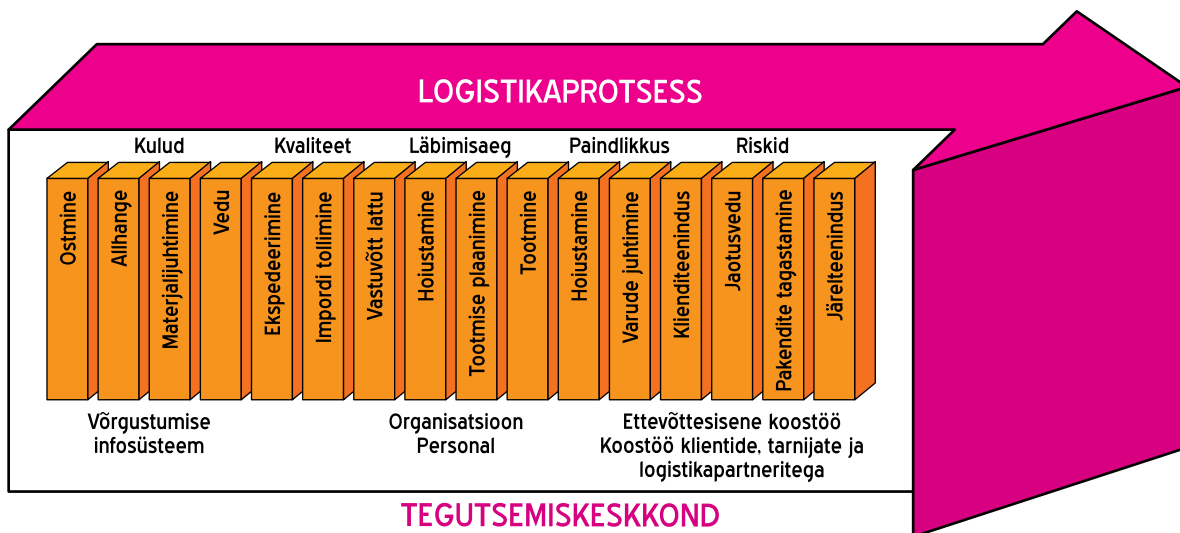 LOGISTIKAPROTSESS
Kulud
Kvaliteet
Läbimisaeg
Paindlikkus
Riskid
Ostmine
Allhange
Materjalijuhtimine
Vedu
Ekspedeerimine
Impordi tollimine
Vastuvõtt lattu
Hoiustamine
Tootmise plaanimine
Tootmine
Hoiustamine
Varude juhtimine
Klienditeenindus
Jaotusvedu
Pakendite tagastamine
Järelteenindus
Võrgustumise
infosüsteem
Organisatsioon
Personal
Ettevõttesisene koostöö
Koostöö klientide, tarnijate ja
logistikapartneritega
TEGUTSEMISKESKKOND